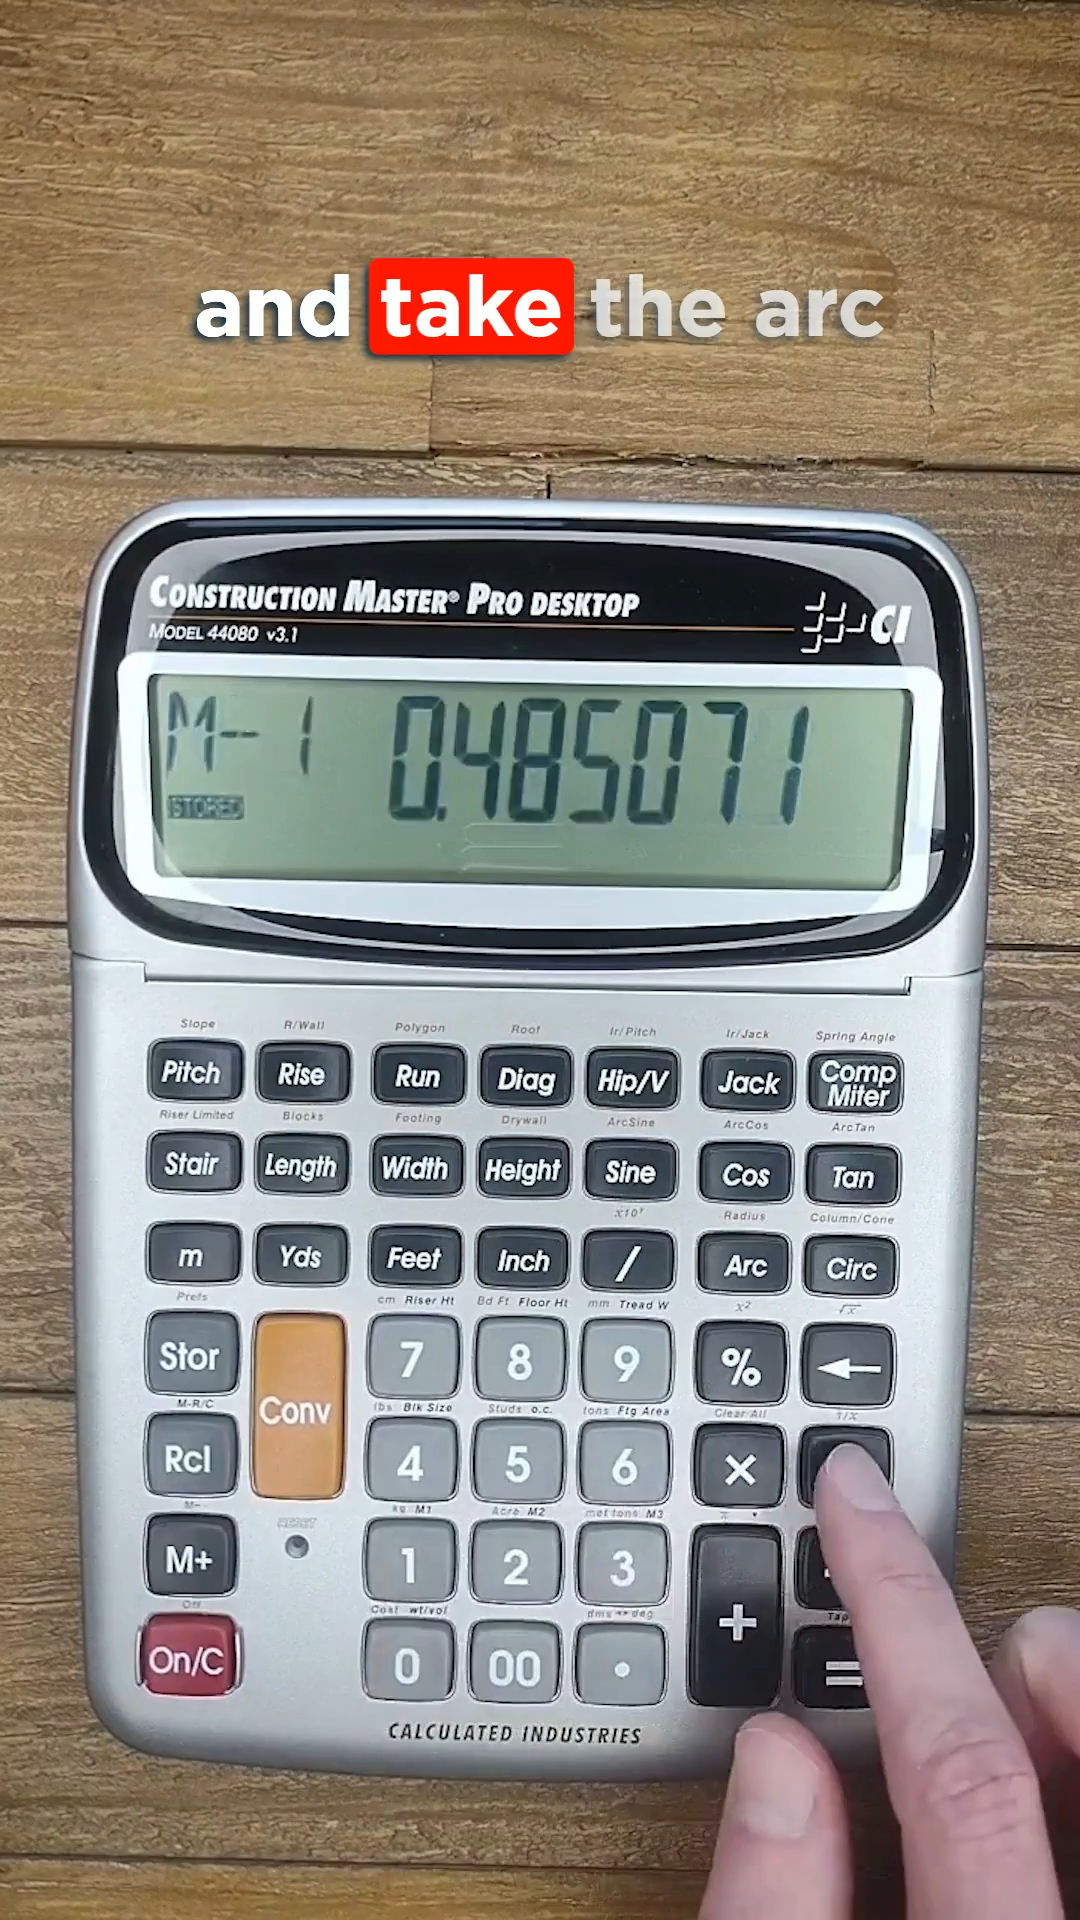 and take the arc
CONSTRUCTION MASTER® PRO DESKTOP
MODEL 44080 v3.1
CI
M-- 1 0.485071
STORED
Slope R/Wall Polygon Roof Ir/Pitch Ir/Jack Spring Angle
Pitch Rise Run Diag Hip/V Jack Comp Miter
Riser Limited Blocks Footing Drywall ArcSine ArcCos ArcTan
Stair Length Width Height Sine Cos Tan
Radius Column/Cone
m Yds Feet Inch / Arc Circ
Prefs cm Riser Ht Bd Ft Floor Ht mm Tread W x² √x
Stor Conv 7 8 9 % ←
M-R/C lbs Blk Size Studs o.c. tons Ftg Area Clear All 1/x
Rcl 4 5 6 ×
M- kg M1 Acre M2 met tons M3
M+ 1 2 3 +
Off Cost wt/vol dms ↔ deg
On/C 0 00 • =
CALCULATED INDUSTRIES